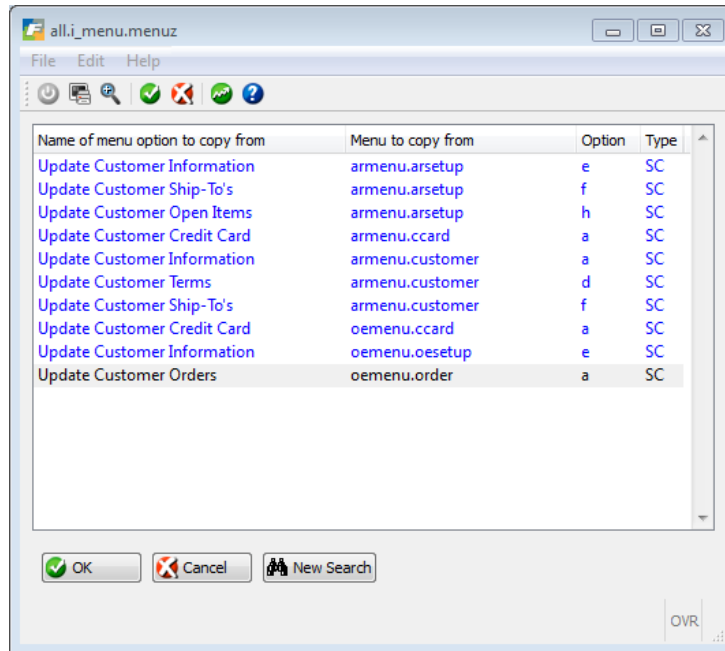 all.i_menu.menuz
File Edit Help
Name of menu option to copy from Menu to copy from Option Type
Update Customer Information armenu.arsetup e SC
Update Customer Ship-To's armenu.arsetup f SC
Update Customer Open Items armenu.arsetup h SC
Update Customer Credit Card armenu.ccard a SC
Update Customer Information armenu.customer a SC
Update Customer Terms armenu.customer d SC
Update Customer Ship-To's armenu.customer f SC
Update Customer Credit Card oemenu.ccard a SC
Update Customer Information oemenu.oesetup e SC
Update Customer Orders oemenu.order a SC
OK Cancel New Search
OVR